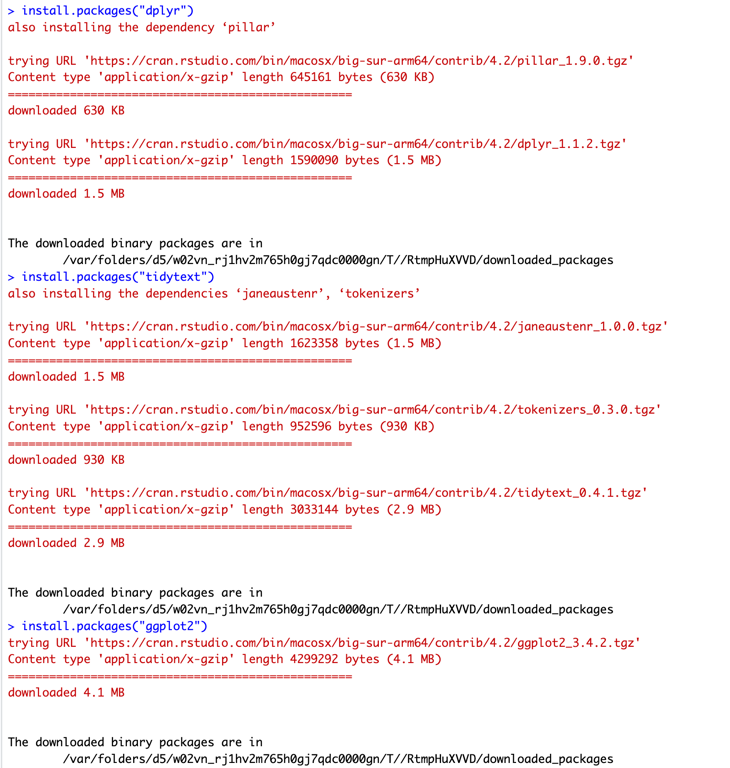 > install.packages("dplyr")
also installing the dependency ‘pillar’
trying URL 'https://cran.rstudio.com/bin/macosx/big-sur-arm64/contrib/4.2/pillar_1.9.0.tgz'
Content type 'application/x-gzip' length 645161 bytes (630 KB)
==================================================
downloaded 630 KB
trying URL 'https://cran.rstudio.com/bin/macosx/big-sur-arm64/contrib/4.2/dplyr_1.1.2.tgz'
Content type 'application/x-gzip' length 1590090 bytes (1.5 MB)
==================================================
downloaded 1.5 MB
The downloaded binary packages are in
	/var/folders/d5/w02vn_rj1hv2m765h0gj7qdc0000gn/T//RtmpHuXVVD/downloaded_packages
> install.packages("tidytext")
also installing the dependencies ‘janeaustenr’, ‘tokenizers’
trying URL 'https://cran.rstudio.com/bin/macosx/big-sur-arm64/contrib/4.2/janeaustenr_1.0.0.tgz'
Content type 'application/x-gzip' length 1623358 bytes (1.5 MB)
==================================================
downloaded 1.5 MB
trying URL 'https://cran.rstudio.com/bin/macosx/big-sur-arm64/contrib/4.2/tokenizers_0.3.0.tgz'
Content type 'application/x-gzip' length 952596 bytes (930 KB)
==================================================
downloaded 930 KB
trying URL 'https://cran.rstudio.com/bin/macosx/big-sur-arm64/contrib/4.2/tidytext_0.4.1.tgz'
Content type 'application/x-gzip' length 3033144 bytes (2.9 MB)
==================================================
downloaded 2.9 MB
The downloaded binary packages are in
	/var/folders/d5/w02vn_rj1hv2m765h0gj7qdc0000gn/T//RtmpHuXVVD/downloaded_packages
> install.packages("ggplot2")
trying URL 'https://cran.rstudio.com/bin/macosx/big-sur-arm64/contrib/4.2/ggplot2_3.4.2.tgz'
Content type 'application/x-gzip' length 4299292 bytes (4.1 MB)
==================================================
downloaded 4.1 MB
The downloaded binary packages are in
	/var/folders/d5/w02vn_rj1hv2m765h0gj7qdc0000gn/T//RtmpHuXVVD/downloaded_packages